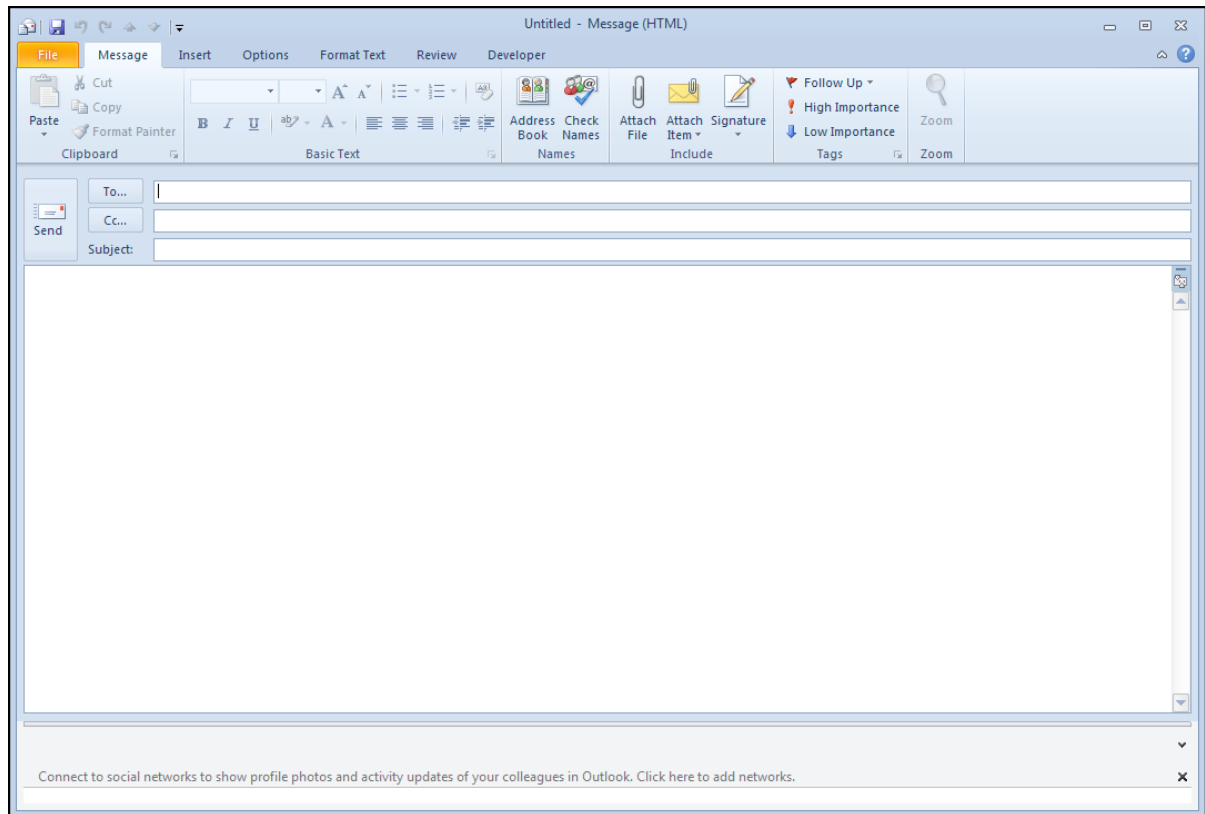 Untitled - Message (HTML)
File Message Insert Options Format Text Review Developer
Cut
Copy
Format Painter
Paste
Clipboard
B I U ab A
Basic Text
Address Book
Check Names
Names
Attach File
Attach Item
Signature
Include
Follow Up
High Importance
Low Importance
Tags
Zoom
Zoom
Send
To...
Cc...
Subject:
Connect to social networks to show profile photos and activity updates of your colleagues in Outlook. Click here to add networks.